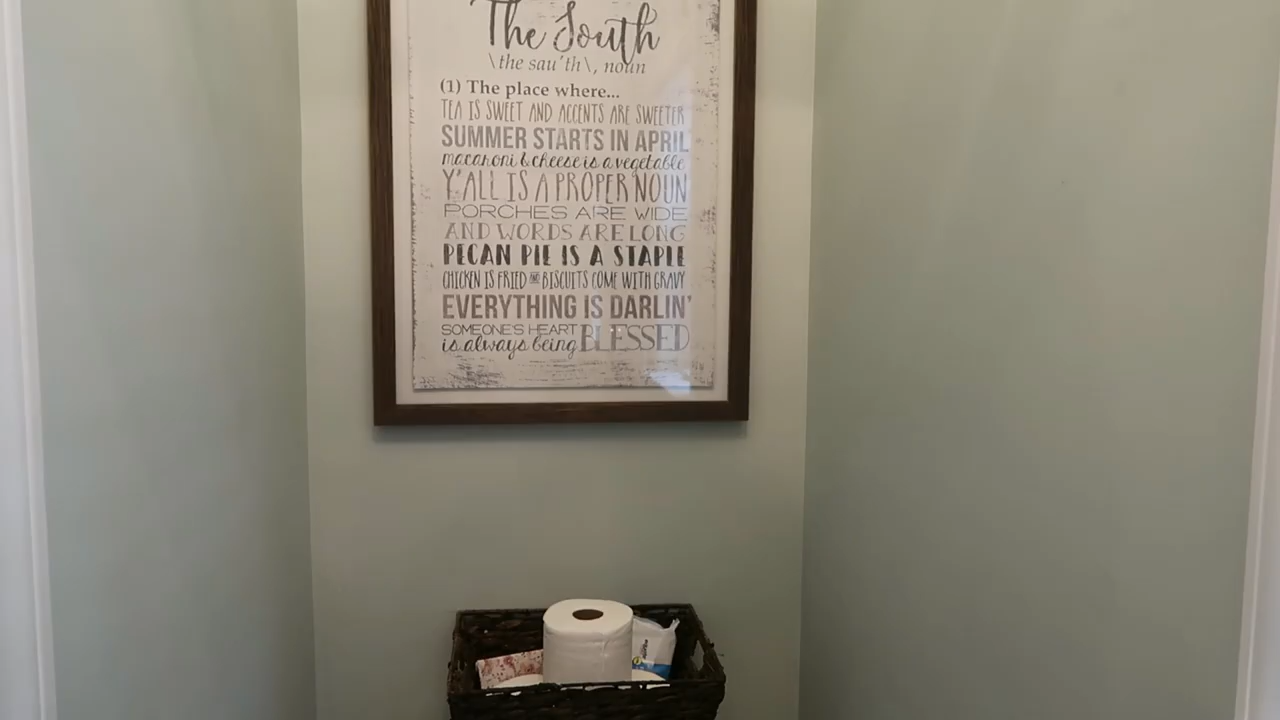 The South
\the sau'th\, noun
(1) The place where...
TEA IS SWEET AND ACCENTS ARE SWEETER
SUMMER STARTS IN APRIL
macaroni & cheese is a vegetable
Y'ALL IS A PROPER NOUN
PORCHES ARE WIDE
AND WORDS ARE LONG
PECAN PIE IS A STAPLE
CHICKEN IS FRIED AND BISCUITS COME WITH GRAVY
EVERYTHING IS DARLIN'
SOMEONE'S HEART
is always being BLESSED